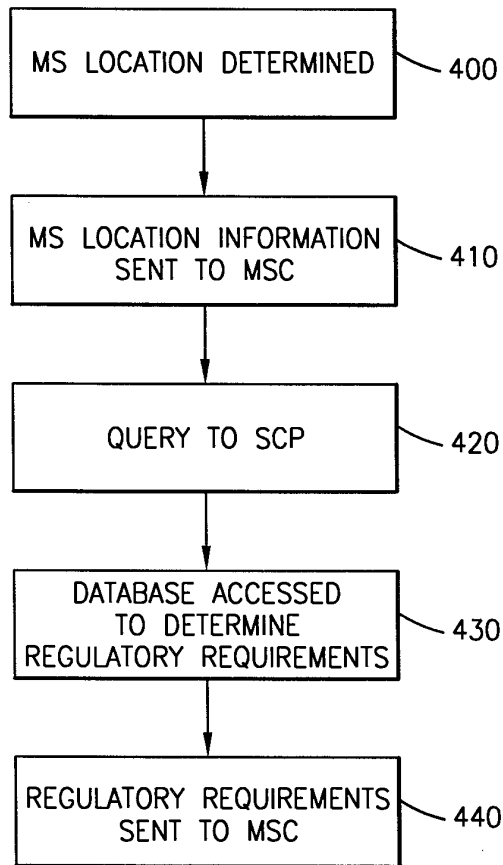 MS LOCATION DETERMINED
400
MS LOCATION INFORMATION
SENT TO MSC
410
QUERY TO SCP
420
DATABASE ACCESSED
TO DETERMINE
REGULATORY REQUIREMENTS
430
REGULATORY REQUIREMENTS
SENT TO MSC
440